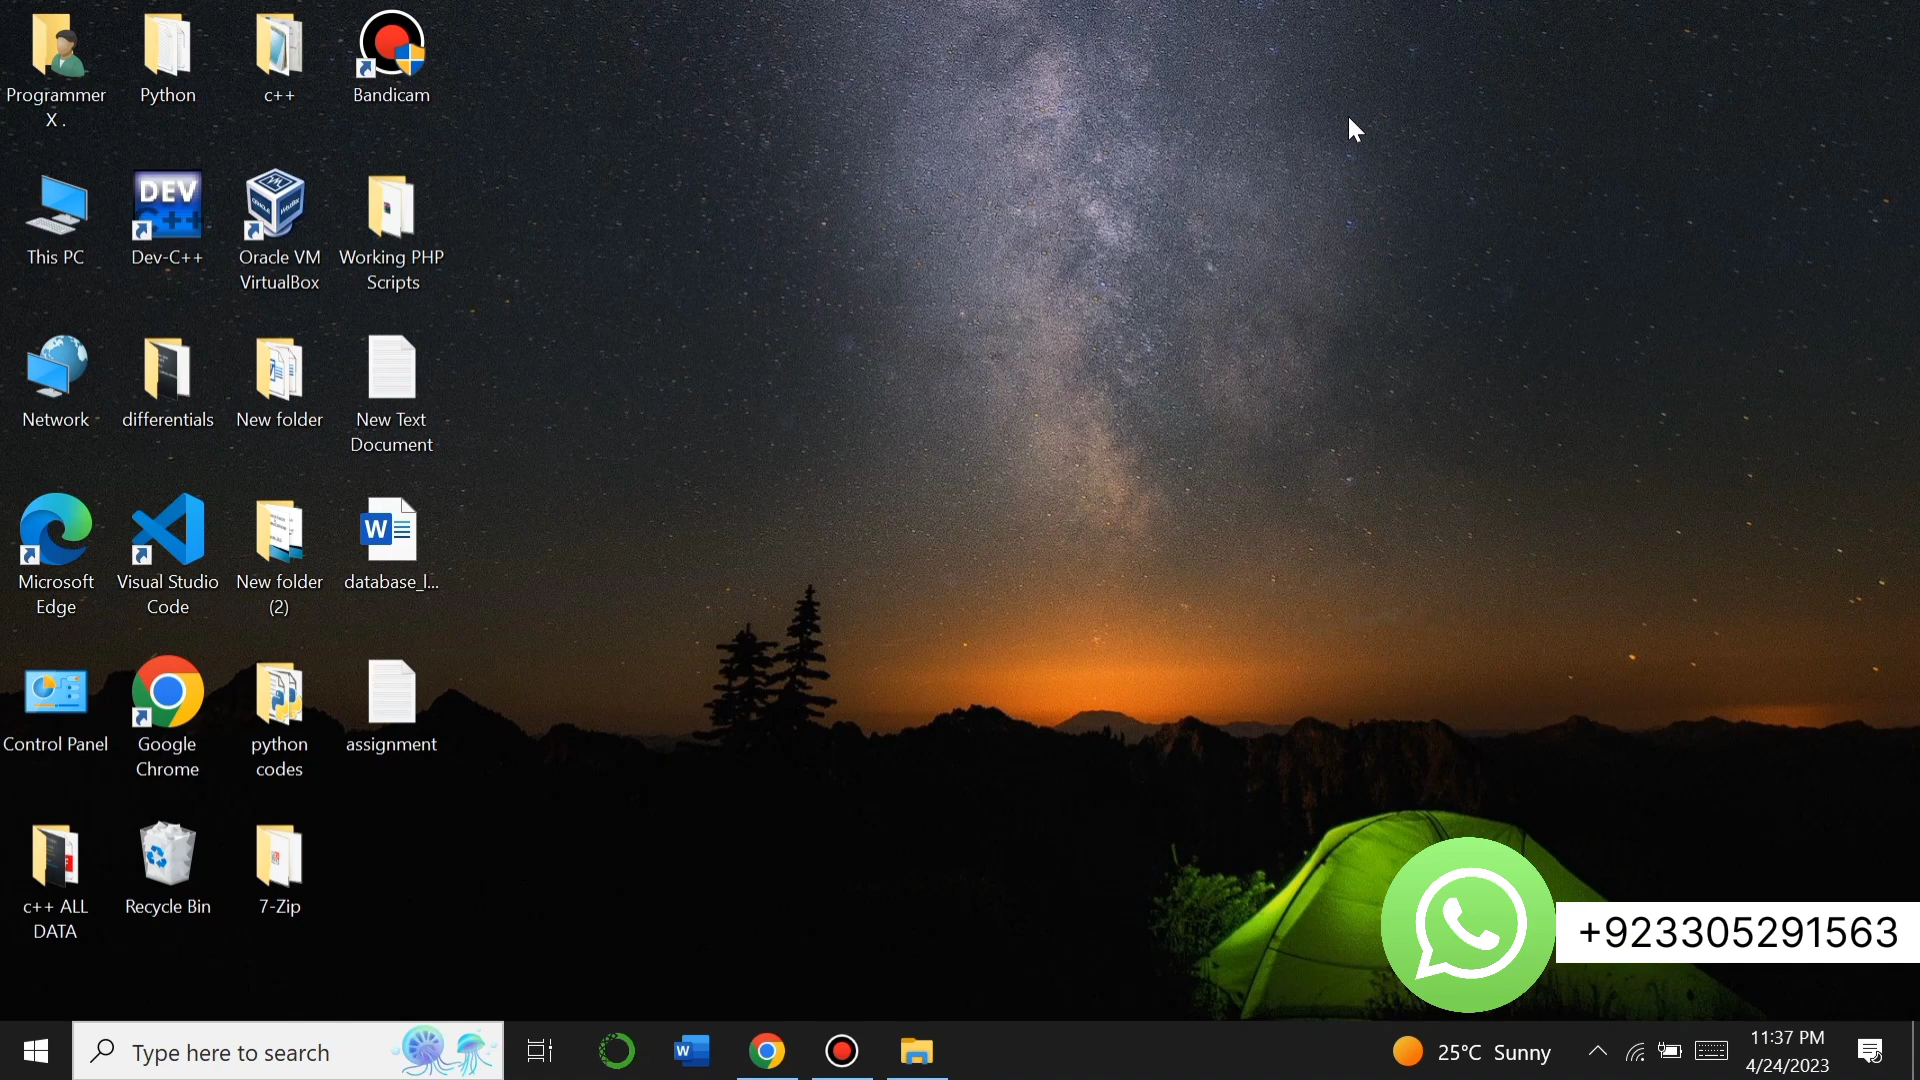 Programmer
X .
Python
c++
Bandicam
This PC
DEV
C++
Dev-C++
Oracle VM
VirtualBox
Working PHP
Scripts
Network
differentials
New folder
New Text
Document
Microsoft
Edge
Visual Studio
Code
New folder
(2)
W
database_l...
Control Panel
Google
Chrome
python
codes
assignment
c++ ALL
DATA
Recycle Bin
7-Zip
+923305291563
Type here to search
W
25°C Sunny
11:37 PM
4/24/2023